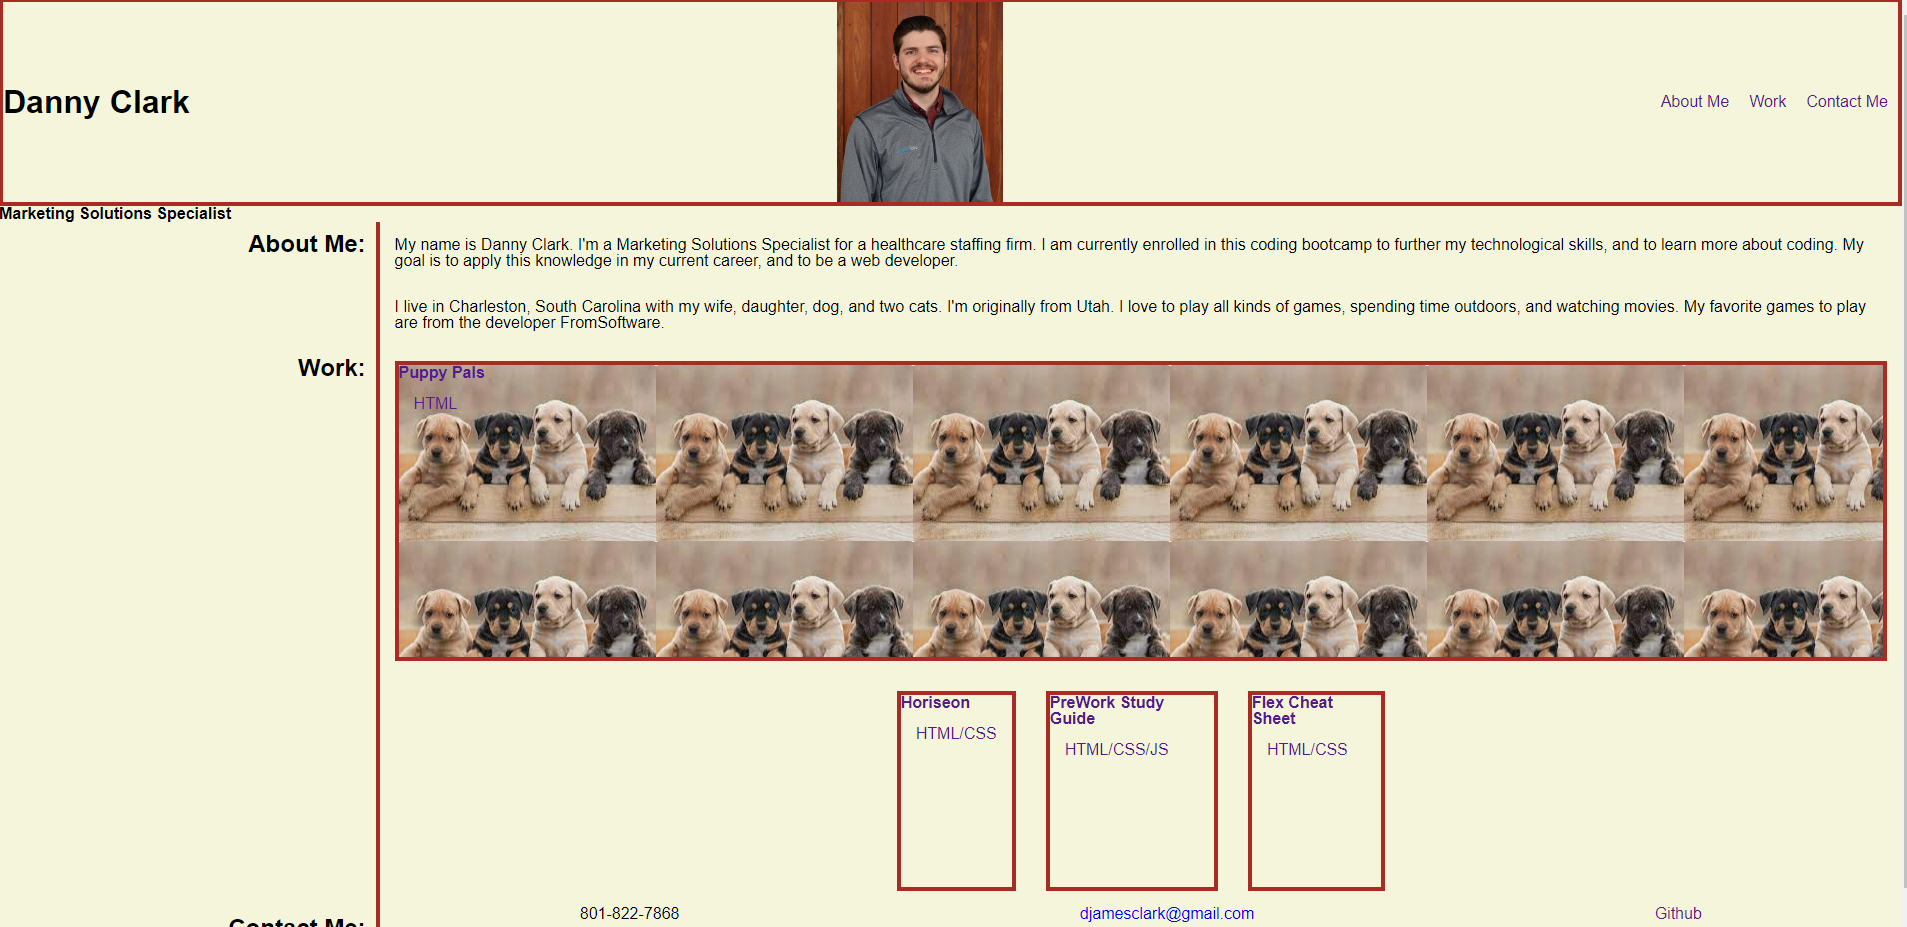 Danny Clark
About Me Work Contact Me
Marketing Solutions Specialist
About Me:
My name is Danny Clark. I'm a Marketing Solutions Specialist for a healthcare staffing firm. I am currently enrolled in this coding bootcamp to further my technological skills, and to learn more about coding. My
goal is to apply this knowledge in my current career, and to be a web developer.
I live in Charleston, South Carolina with my wife, daughter, dog, and two cats. I'm originally from Utah. I love to play all kinds of games, spending time outdoors, and watching movies. My favorite games to play
are from the developer FromSoftware.
Work:
Puppy Pals
HTML
Horiseon
HTML/CSS
PreWork Study
Guide
HTML/CSS/JS
Flex Cheat
Sheet
HTML/CSS
Contact Me:
801-822-7868
djamesclark@gmail.com
Github